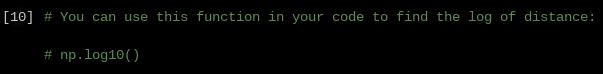 [10] # You can use this function in your code to find the log of distance:
# np.log10()